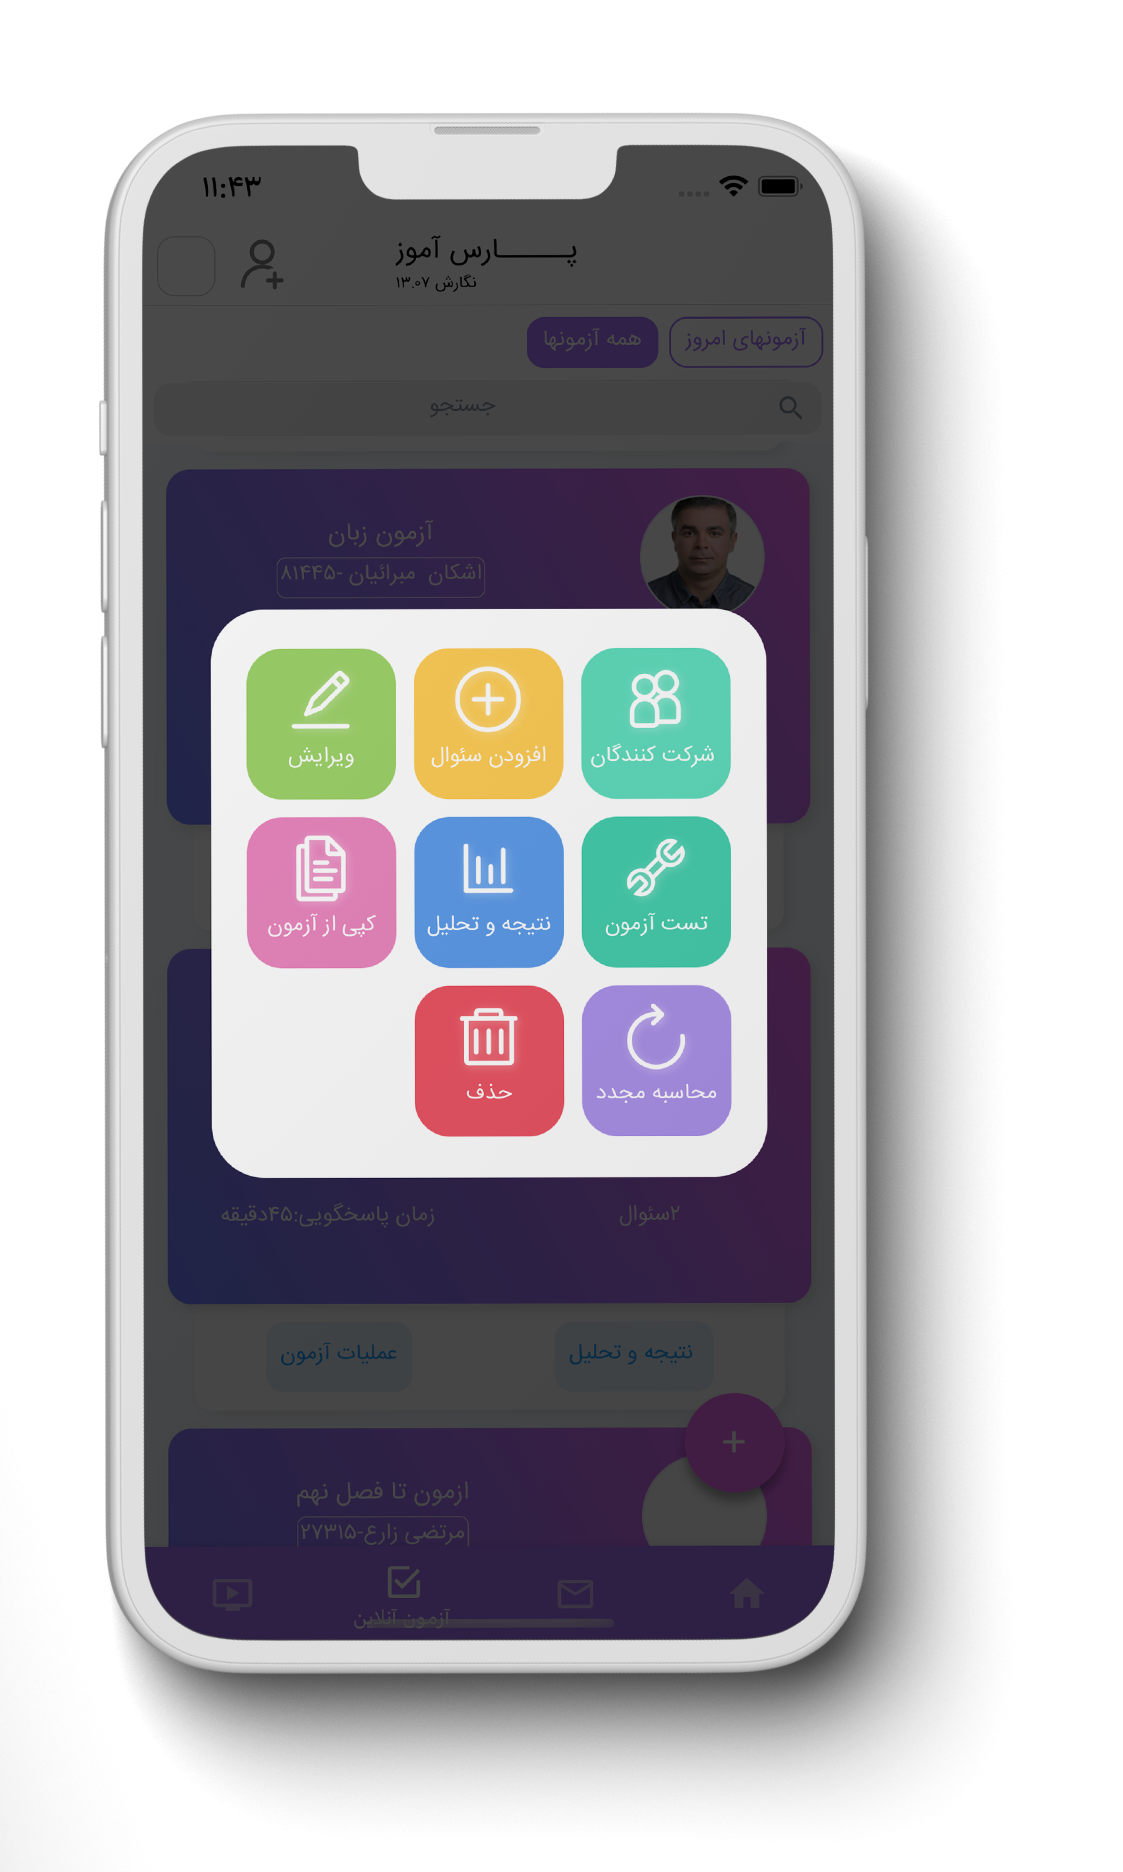 ۱۱:۴۳
پـــــارس آموز
نگارش ۱۳.۰۷
آزمونهای امروز
همه آزمونها
جستجو
آزمون زبان
اشکان میرائیان -۸۱۴۴۵
شرکت کنندگان
افزودن سئوال
ویرایش
تست آزمون
نتیجه و تحلیل
کپی از آزمون
محاسبه مجدد
حذف
۲سئوال
زمان پاسخگویی:۴۵دقیقه
نتیجه و تحلیل
عملیات آزمون
ازمون تا فصل نهم
مرتضی زارع-۲۷۳۱۵
آزمون آنلاین